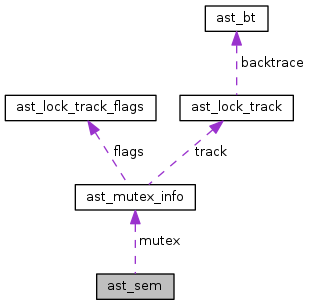 ast_bt
backtrace
ast_lock_track_flags
ast_lock_track
flags
track
ast_mutex_info
mutex
ast_sem